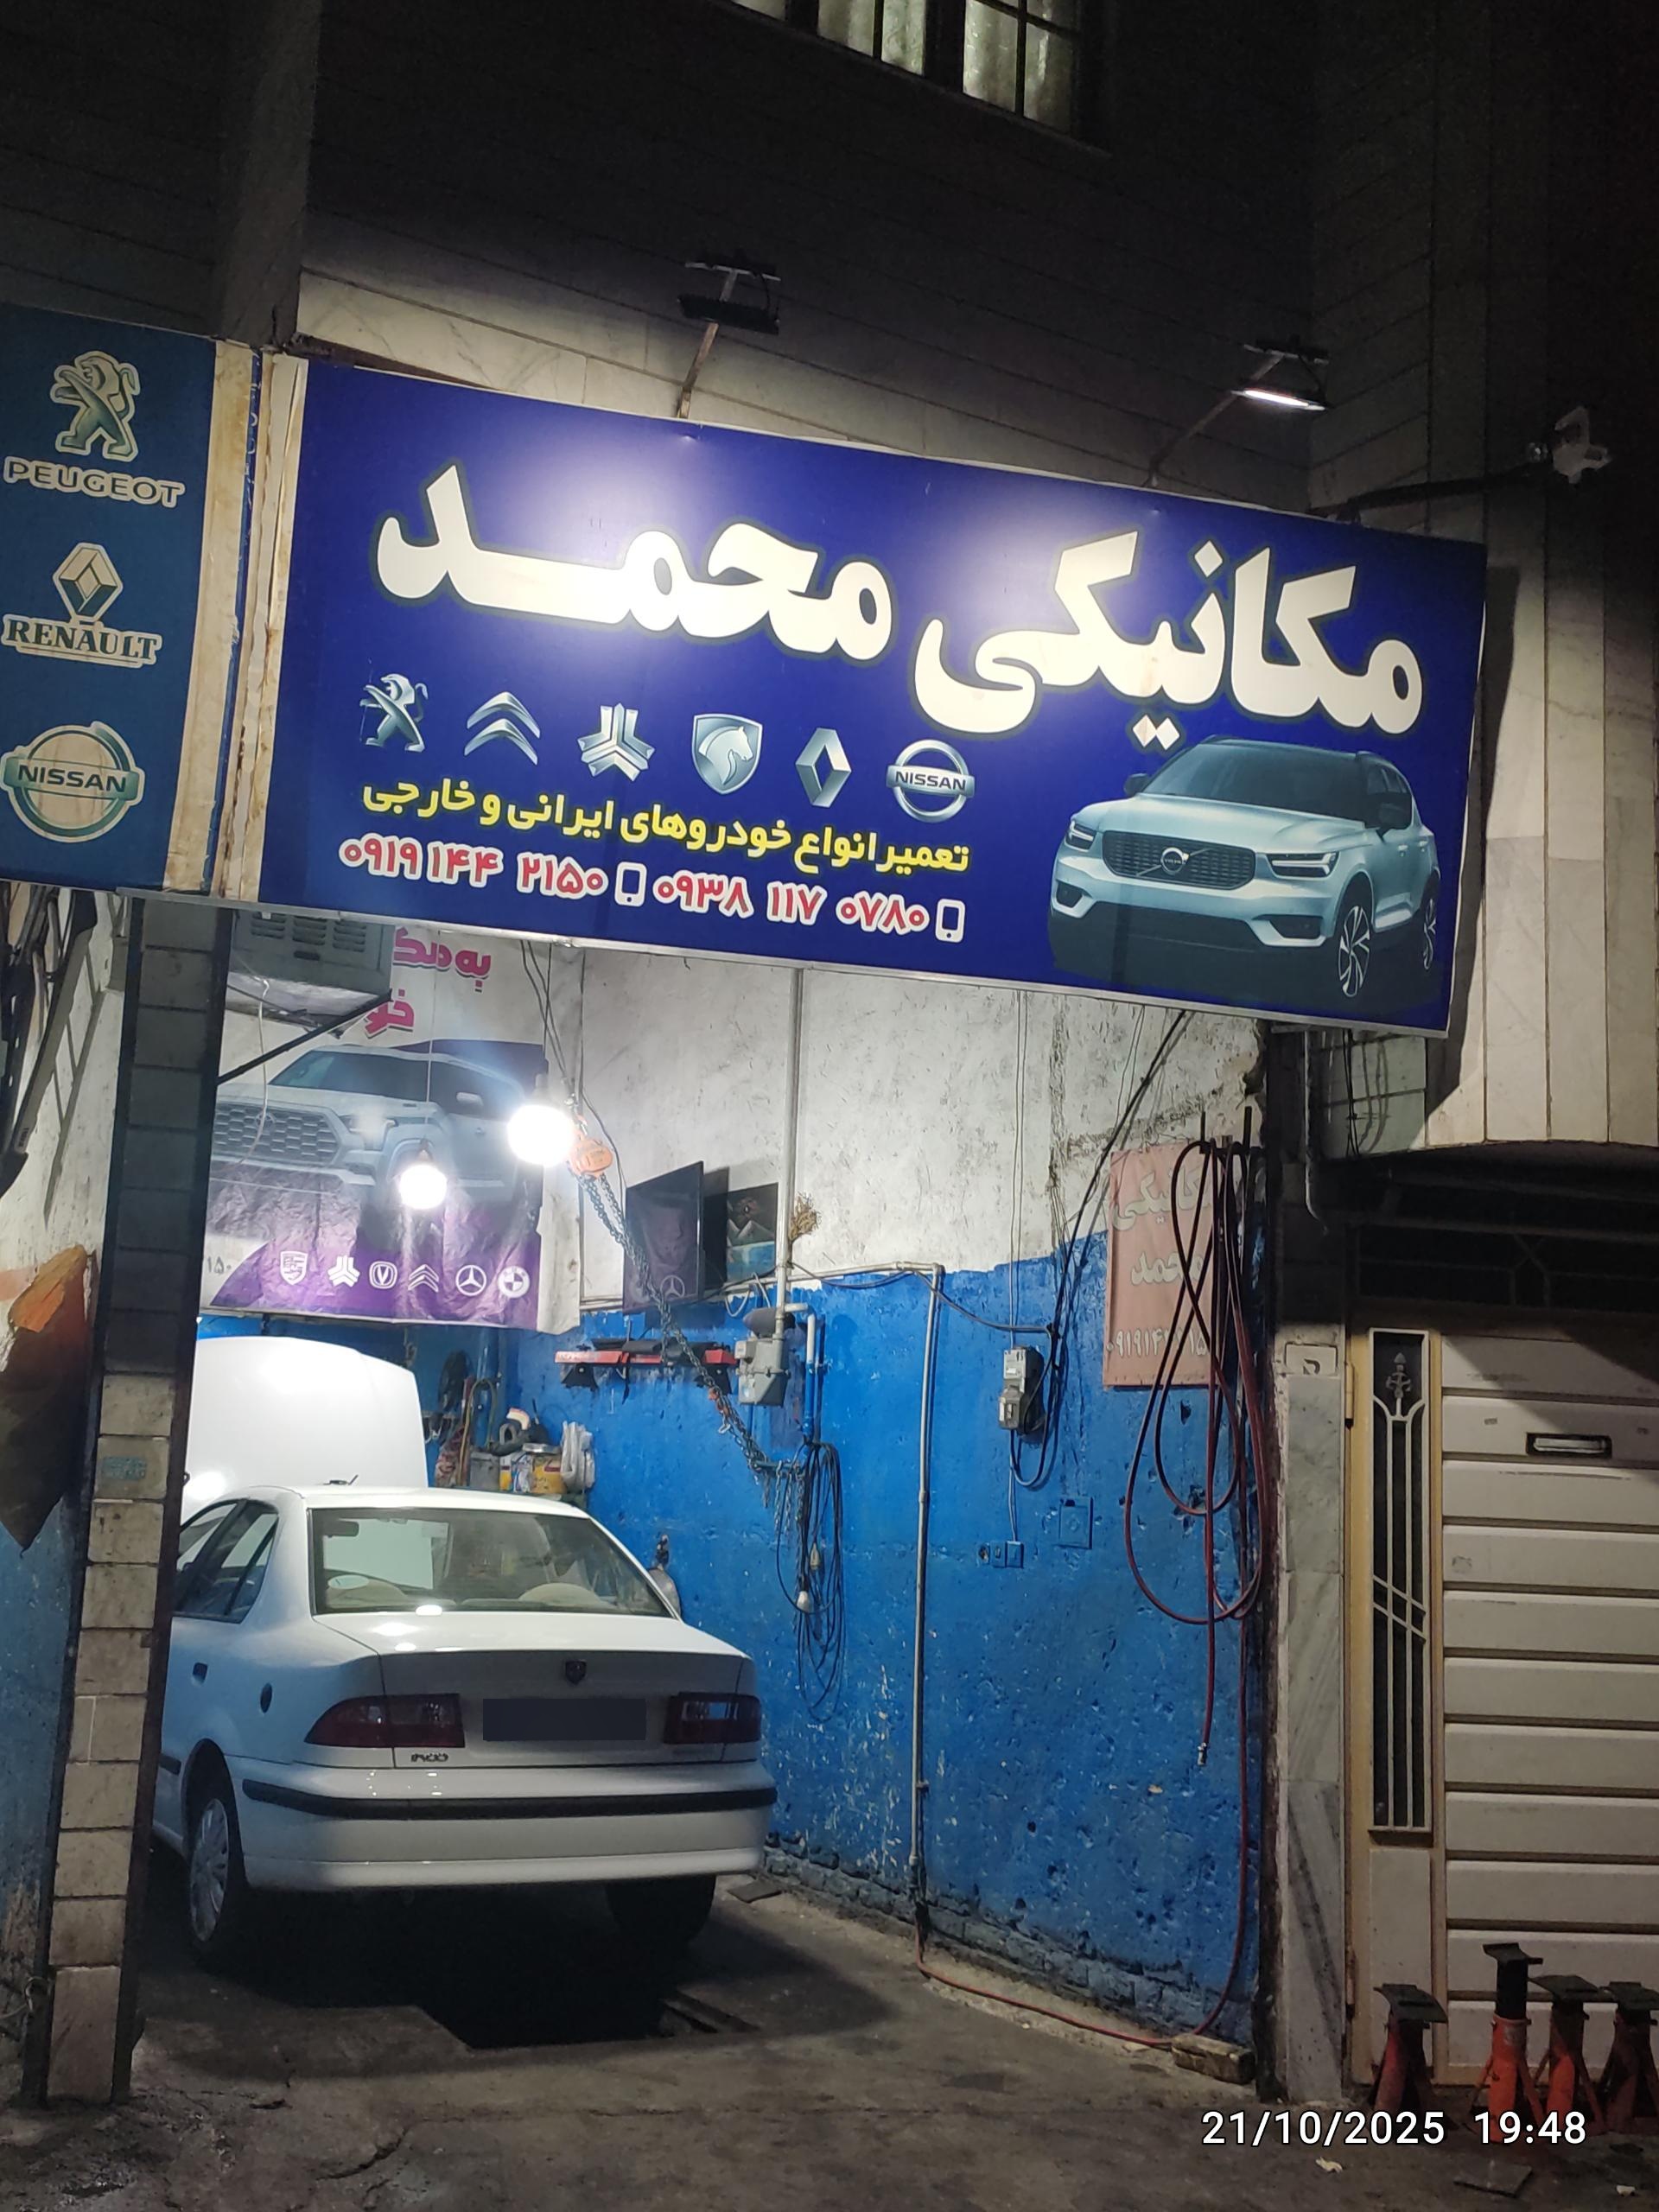 مکانیکی محمد
NISSAN
تعمیر انواع خودروهای ایرانی و خارجی
۰۹۳۸ ۱۱۷ ۰۷۸۰
۰۹۱۹ ۱۴۴ ۲۱۵۰
PEUGEOT
RENAULT
NISSAN
محمد
21/10/2025 19:48